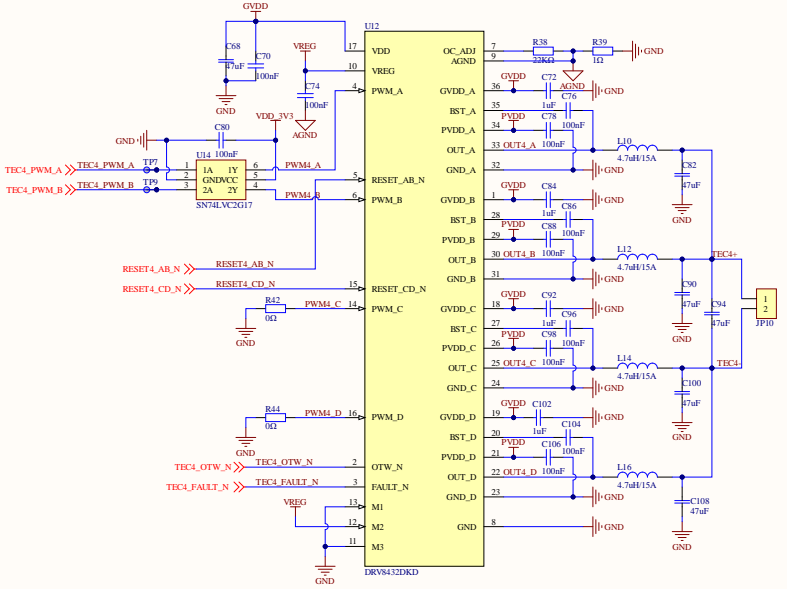 GVDD
U12
C68
47uF
C70
100nF
VREG
C74
100nF
AGND
GND
17 VDD
10 VREG
4 PWM_A
5 RESET_AB_N
6 PWM_B
15 RESET_CD_N
14 PWM_C
16 PWM_D
2 OTW_N
3 FAULT_N
13 M1
12 M2
11 M3
OC_ADJ 7
AGND 9
GVDD_A 36
BST_A 35
PVDD_A 34
OUT_A 33 OUT4_A
GND_A 32
GVDD_B 1
BST_B 28
PVDD_B 29
OUT_B 30 OUT4_B
GND_B 31
GVDD_C 18
BST_C 27
PVDD_C 26
OUT_C 25 OUT4_C
GND_C 24
GVDD_D 19
BST_D 20
PVDD_D 21
OUT_D 22 OUT4_D
GND_D 23
GND 8
DRV8432DKD
VDD_3V3
GND
C80
100nF
U14
TEC4_PWM_A TEC4_PWM_A TP7
TEC4_PWM_B TEC4_PWM_B TP9
1 1A 1Y 6 PWM4_A
2 GND VCC 5
3 2A 2Y 4 PWM4_B
SN74LVC2G17
RESET4_AB_N RESET4_AB_N
RESET4_CD_N RESET4_CD_N
R42
0Ω
PWM4_C
GND
R44
0Ω
PWM4_D
GND
TEC4_OTW_N TEC4_OTW_N
TEC4_FAULT_N TEC4_FAULT_N
VREG
GND
R38
22KΩ
R39
1Ω
GND
AGND
GVDD
C72
1uF
GND
C76
100nF
PVDD
C78
100nF
GND
L10
4.7uH/15A
C82
47uF
GND
GVDD
C84
1uF
GND
C86
100nF
PVDD
C88
100nF
GND
L12
4.7uH/15A
C90
47uF
GND
GVDD
C92
1uF
GND
C96
100nF
PVDD
C98
100nF
GND
L14
4.7uH/15A
C100
47uF
GND
GVDD
C102
1uF
GND
C104
100nF
PVDD
C106
100nF
GND
L16
4.7uH/15A
C108
47uF
GND
GND
C94
47uF
TEC4+
TEC4-
1
2
JP10